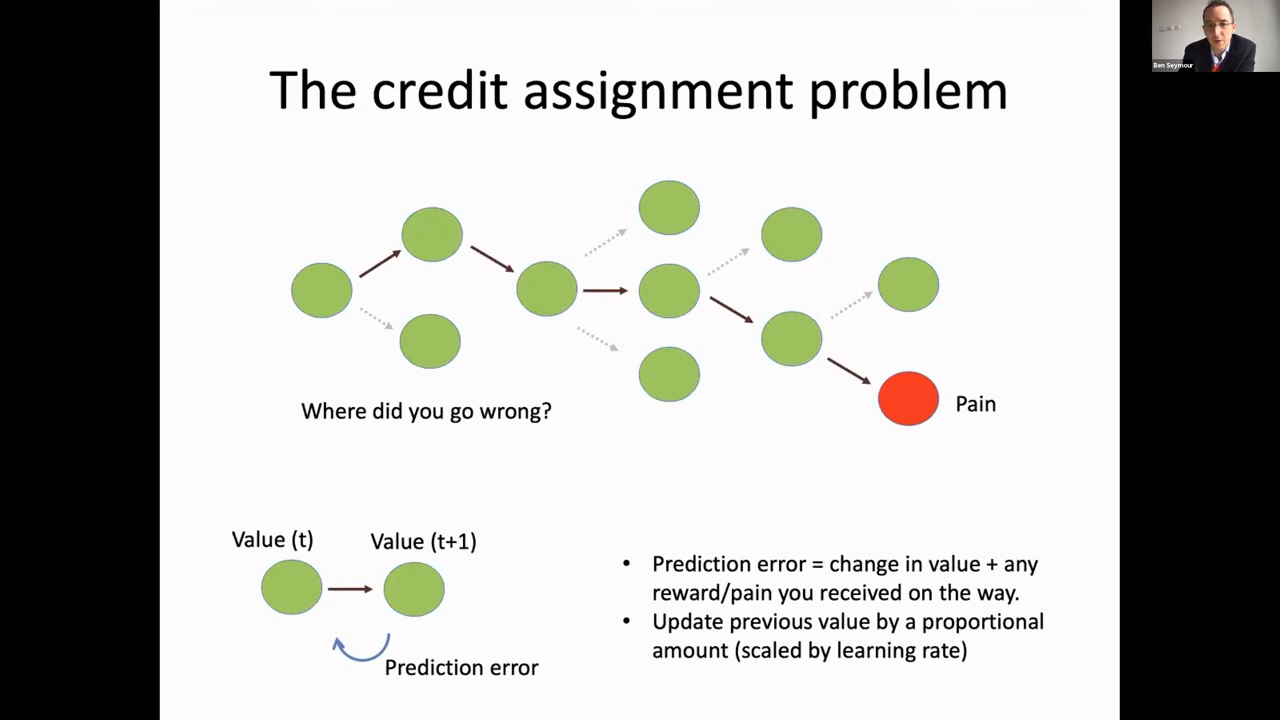 Ben Seymour
The credit assignment problem
Where did you go wrong?
Pain
Value (t)
Value (t+1)
Prediction error
• Prediction error = change in value + any
reward/pain you received on the way.
• Update previous value by a proportional
amount (scaled by learning rate)